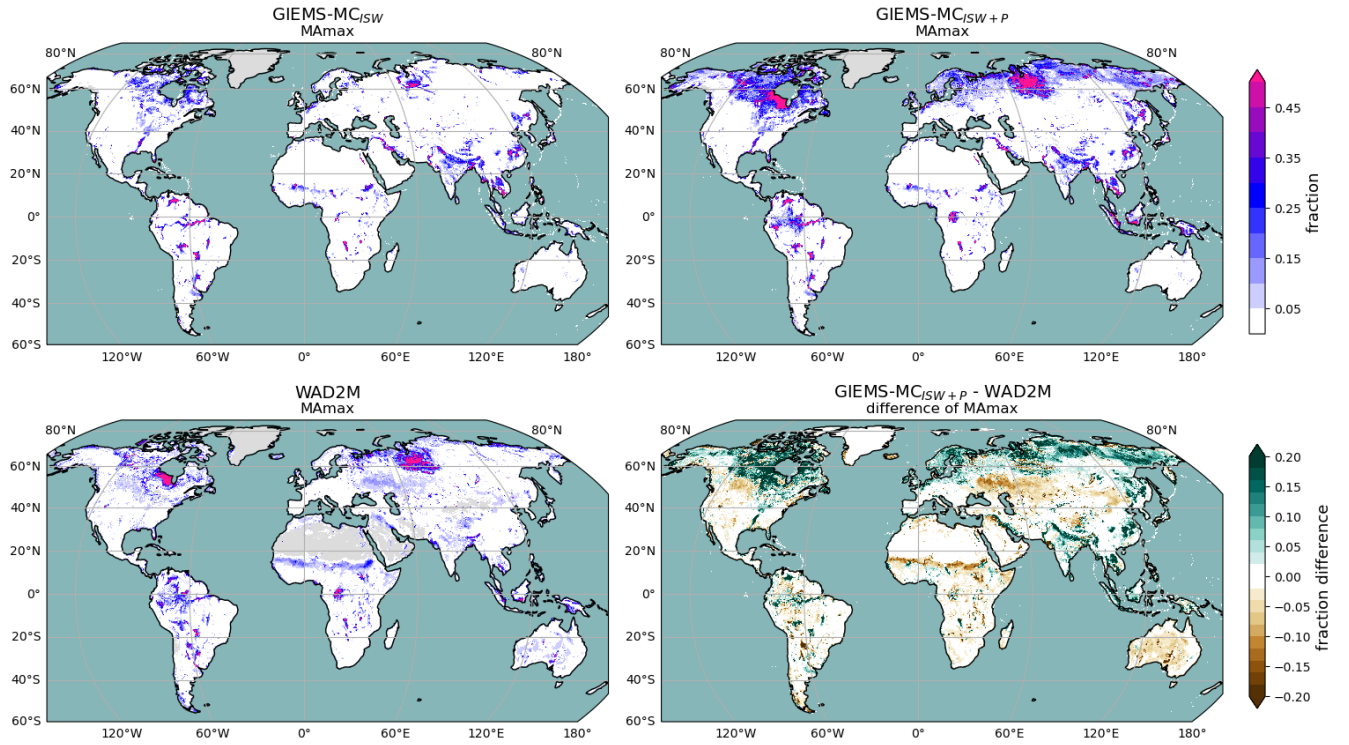 GIEMS-MC_{ISW}
MAmax
GIEMS-MC_{ISW+P}
MAmax
80°N 80°N
80°N 80°N
60°N
60°N
40°N
40°N
20°N
20°N
0°
0°
20°S
20°S
40°S
40°S
60°S
60°S
120°W 60°W 0° 60°E 120°E 180°
120°W 60°W 0° 60°E 120°E 180°
0.45
0.35
0.25
0.15
0.05
fraction
WAD2M
MAmax
GIEMS-MC_{ISW+P} - WAD2M
difference of MAmax
80°N 80°N
80°N 80°N
60°N
60°N
40°N
40°N
20°N
20°N
0°
0°
20°S
20°S
40°S
40°S
60°S
60°S
120°W 60°W 0° 60°E 120°E 180°
120°W 60°W 0° 60°E 120°E 180°
0.20
0.15
0.10
0.05
0.00
−0.05
−0.10
−0.15
−0.20
fraction difference